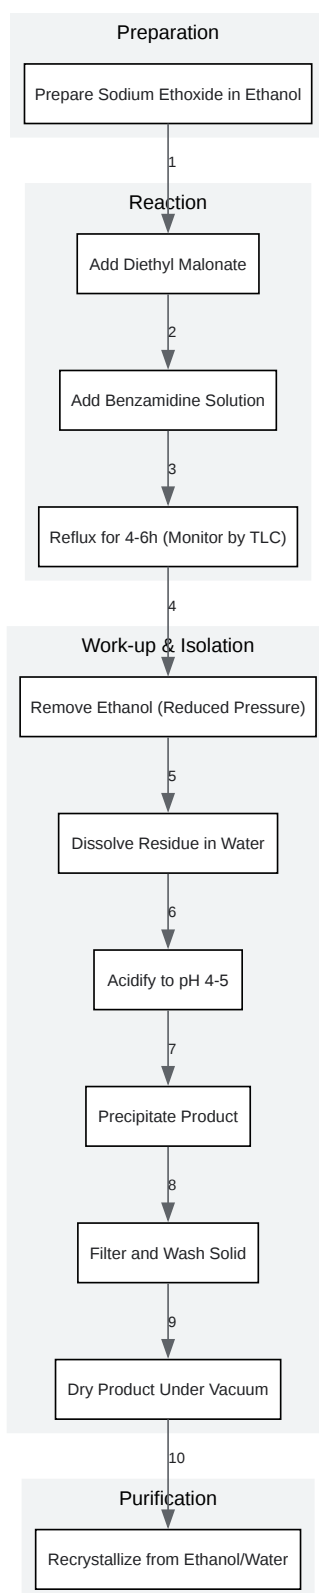 Preparation
Prepare Sodium Ethoxide in Ethanol
1
Reaction
Add Diethyl Malonate
2
Add Benzamidine Solution
3
Reflux for 4-6h (Monitor by TLC)
4
Work-up & Isolation
Remove Ethanol (Reduced Pressure)
5
Dissolve Residue in Water
6
Acidify to pH 4-5
7
Precipitate Product
8
Filter and Wash Solid
9
Dry Product Under Vacuum
10
Purification
Recrystallize from Ethanol/Water